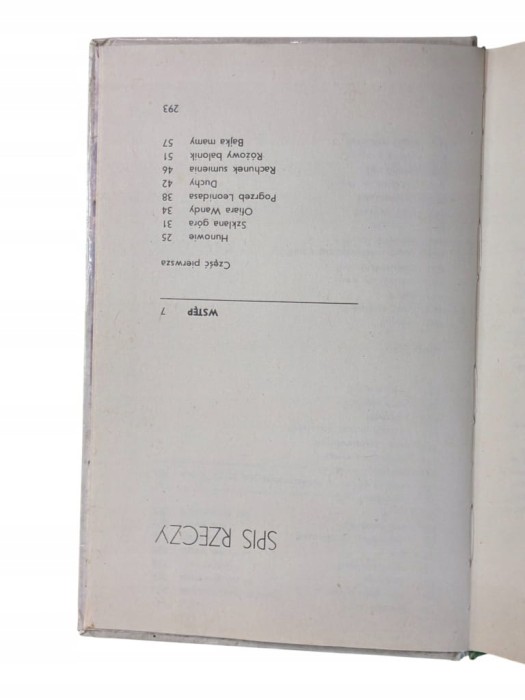 SPIS RZECZY
WSTĘP 7
Część pierwsza
Hunowie 25
Szklana góra 31
Ofiara Wandy 34
Pogrzeb Leonidasa 38
Duchy 42
Rachunek sumienia 46
Różowy balonik 51
Bajka mamy 57
293